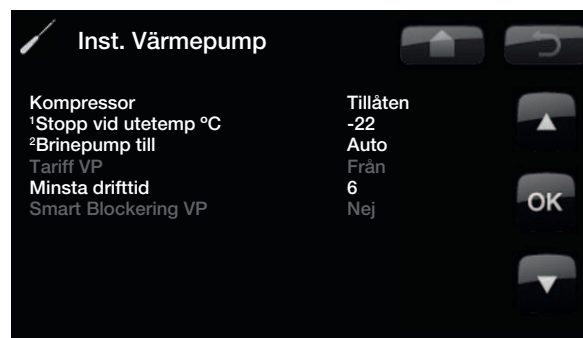 Inst. Värmepump
Kompressor Tillåten
¹Stopp vid utetemp ºC -22
²Brinepump till Auto
Tariff VP Från
Minsta drifttid 6
Smart Blockering VP Nej
OK